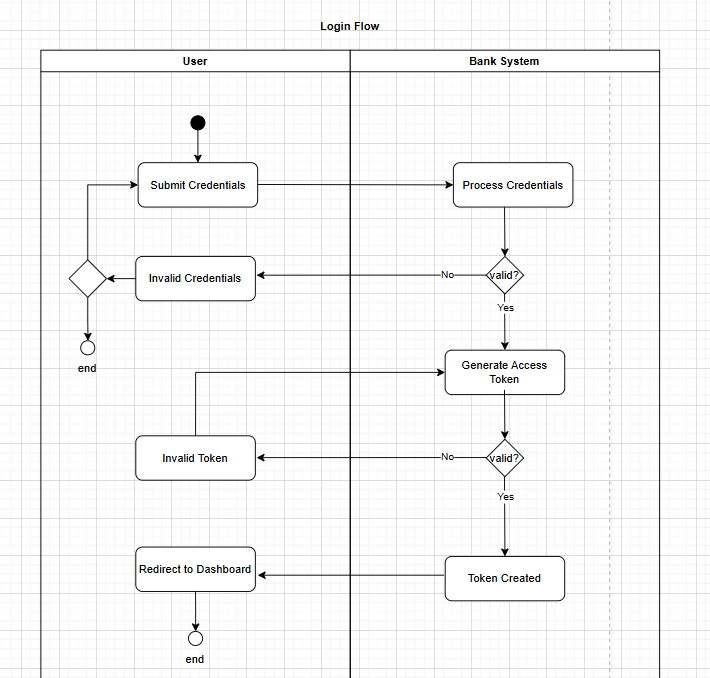 Login Flow
User
Bank System
Submit Credentials
Process Credentials
Invalid Credentials
No
valid?
Yes
end
Generate Access
Token
Invalid Token
No
valid?
Yes
Redirect to Dashboard
Token Created
end